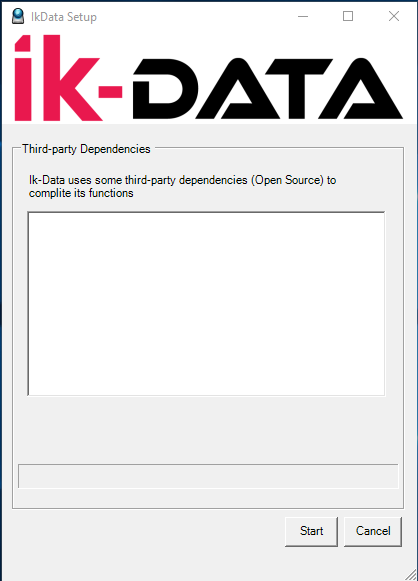 IkData Setup
ik-DATA
Third-party Dependencies
Ik-Data uses some third-party dependencies (Open Source) to
complite its functions
Start
Cancel